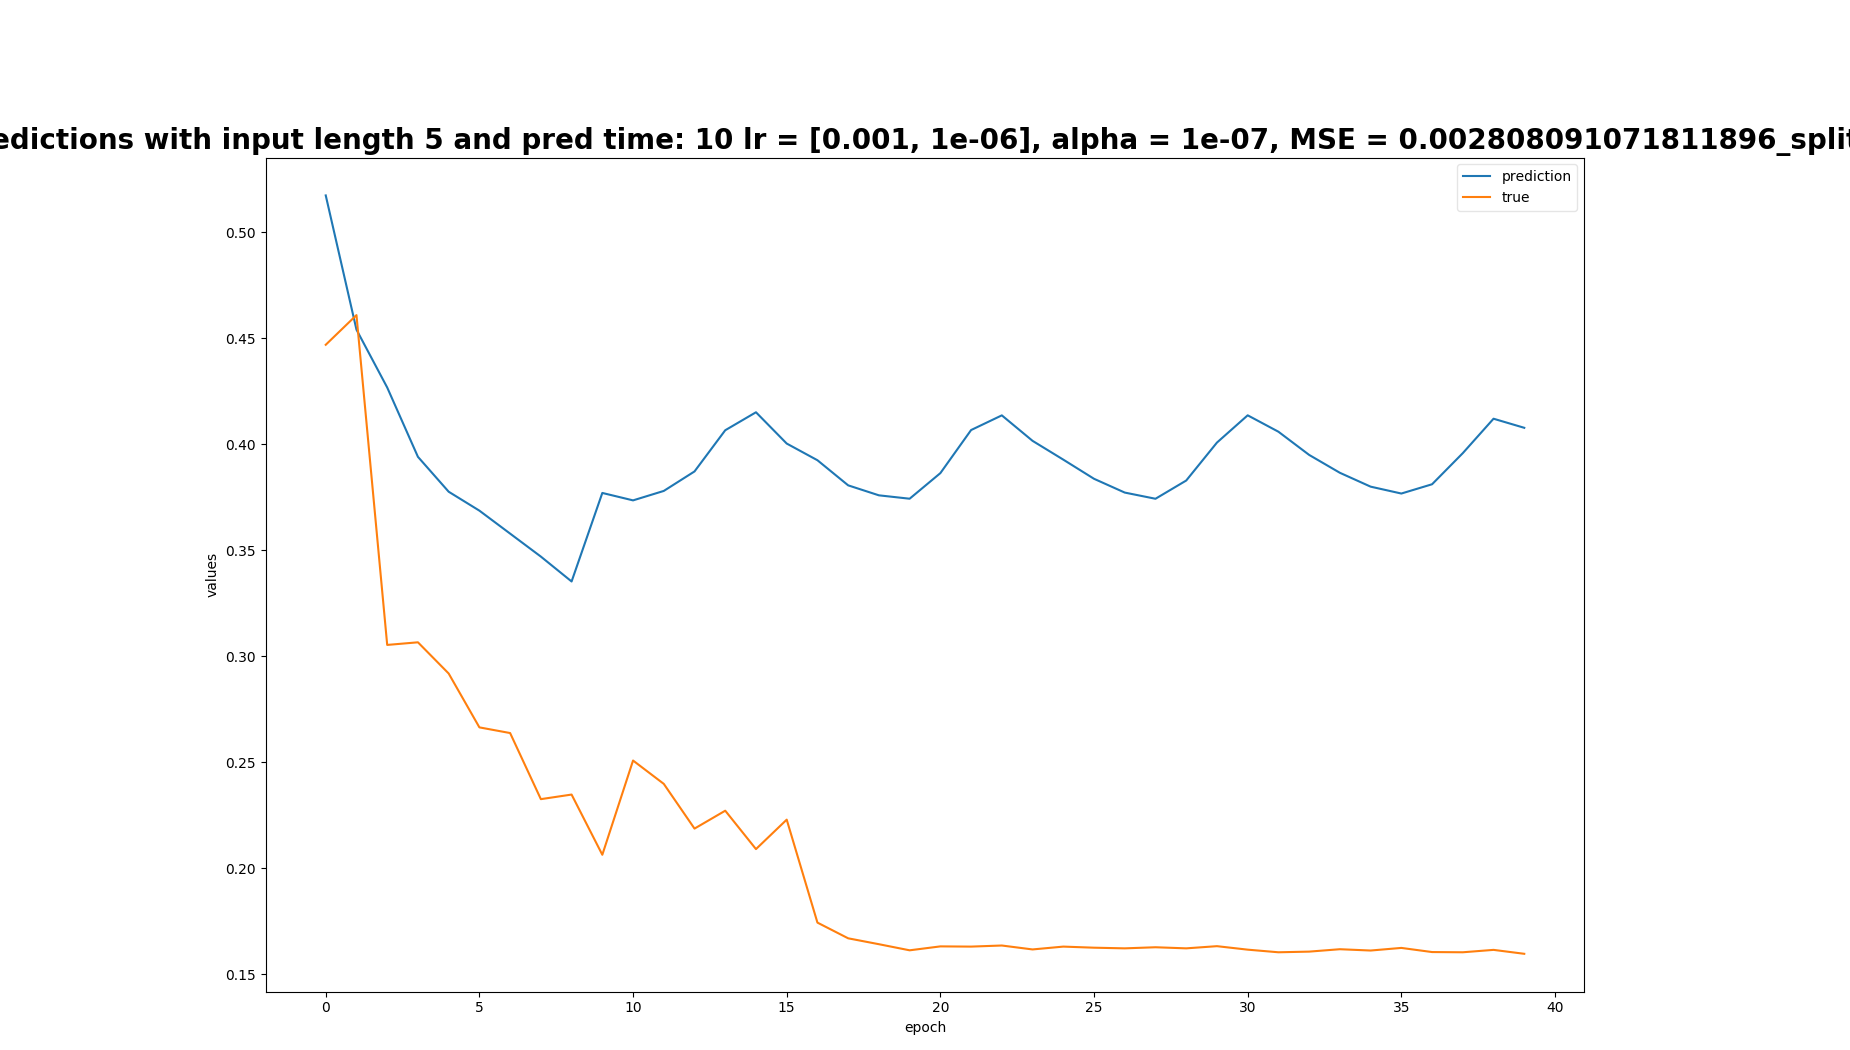 edictions with input length 5 and pred time: 10 lr = [0.001, 1e-06], alpha = 1e-07, MSE = 0.002808091071811896_split
prediction
true
0.50
0.45
0.40
0.35
0.30
0.25
0.20
0.15
values
0 5 10 15 20 25 30 35 40
epoch